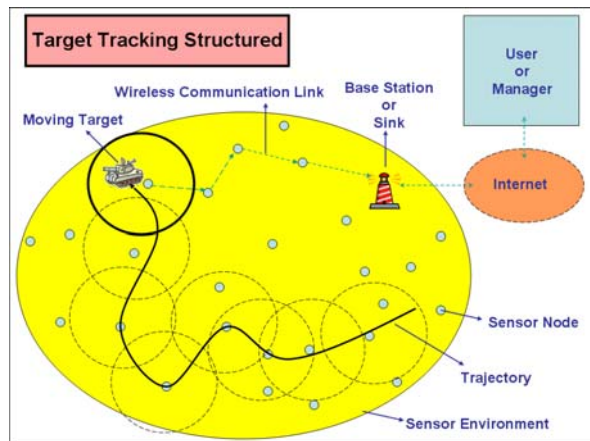 Target Tracking Structured
User
or
Manager
Wireless Communication Link
Base Station
or
Sink
Moving Target
Internet
Sensor Node
Trajectory
Sensor Environment